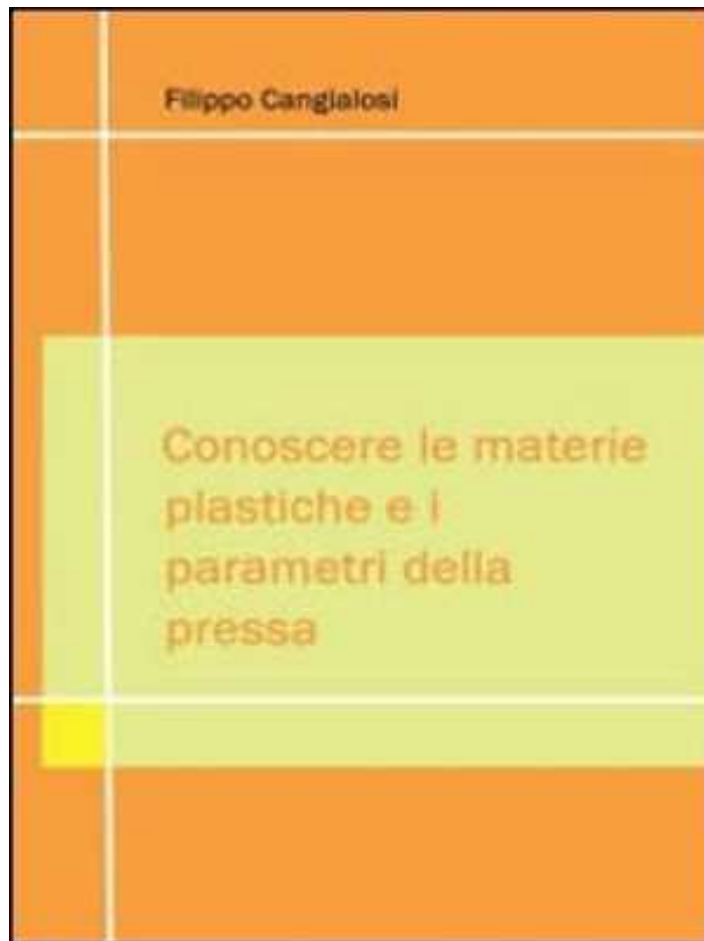 Filippo Cangialosi
Conoscere le materie
plastiche e i
parametri della
pressa